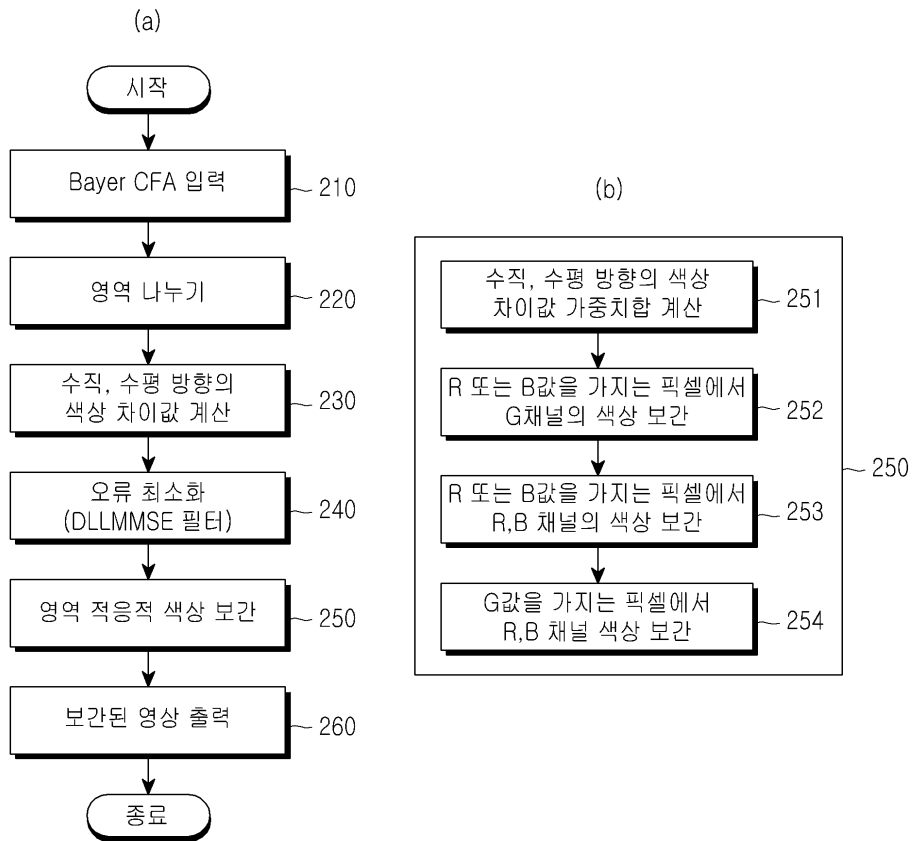 (a)
시작
Bayer CFA 입력
210
영역 나누기
220
수직, 수평 방향의
색상 차이값 계산
230
오류 최소화
(DLLMMSE 필터)
240
영역 적응적 색상 보간
250
보간된 영상 출력
260
종료
(b)
수직, 수평 방향의 색상
차이값 가중치합 계산
251
R 또는 B값을 가지는 픽셀에서
G채널의 색상 보간
252
R 또는 B값을 가지는 픽셀에서
R,B 채널의 색상 보간
253
G값을 가지는 픽셀에서
R,B 채널 색상 보간
254
250